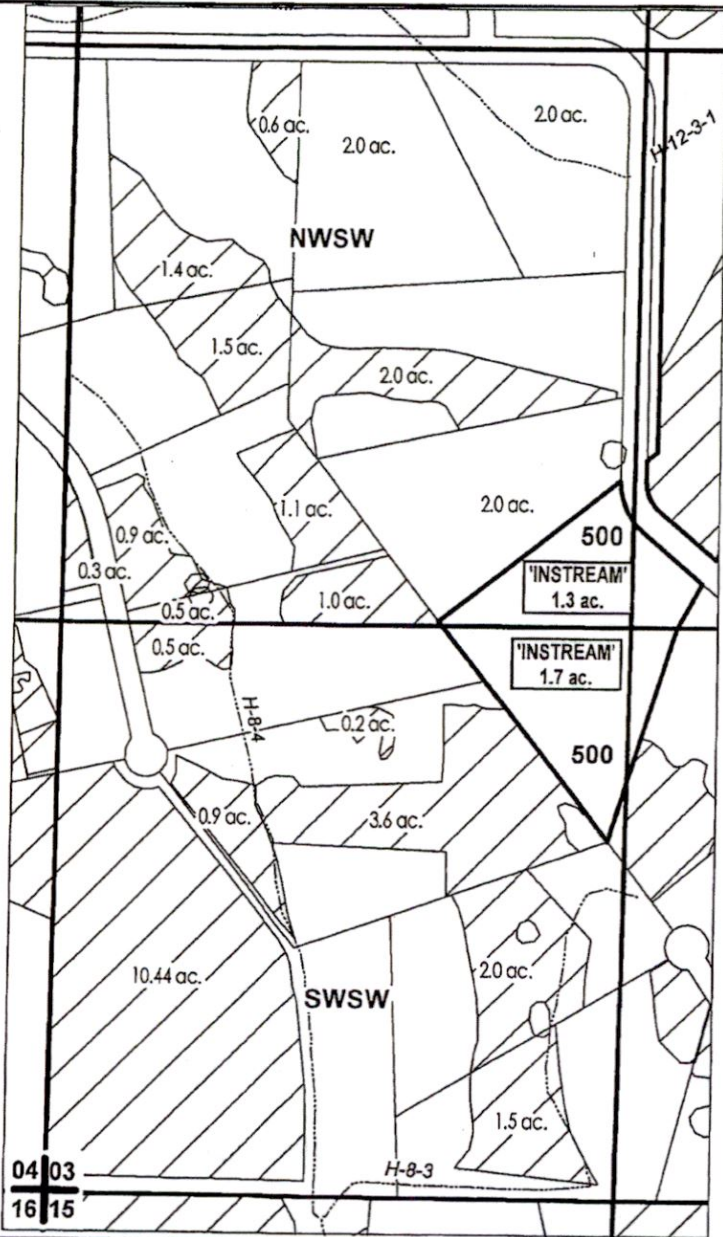 2.0 ac.
0.6 ac.
2.0 ac.
H-12-3-1
NWSW
1.4 ac.
1.5 ac.
2.0 ac.
1.1 ac.
2.0 ac.
0.9 ac.
500
0.3 ac.
'INSTREAM'
1.3 ac.
1.0 ac.
0.5 ac.
0.5 ac.
'INSTREAM'
1.7 ac.
H-8-4
0.2 ac.
500
0.9 ac.
3.6 ac.
10.44 ac.
2.0 ac.
SWSW
1.5 ac.
H-8-3
04 03
16 15